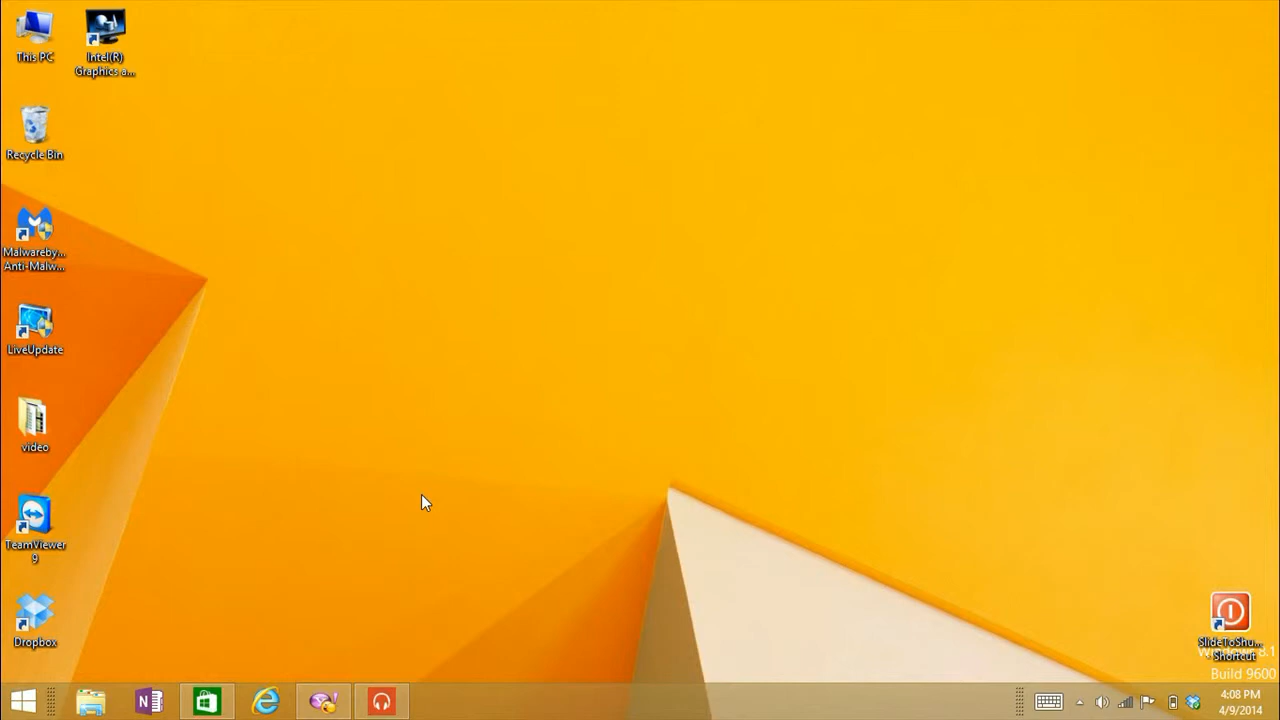 This PC
Intel(R)
Graphics a...
Recycle Bin
Malwareby...
Anti-Malw...
LiveUpdate
video
TeamViewer
9
Dropbox
SlideToShu...
Shortcut
Windows 8.1
Build 9600
N
4:08 PM
4/9/2014